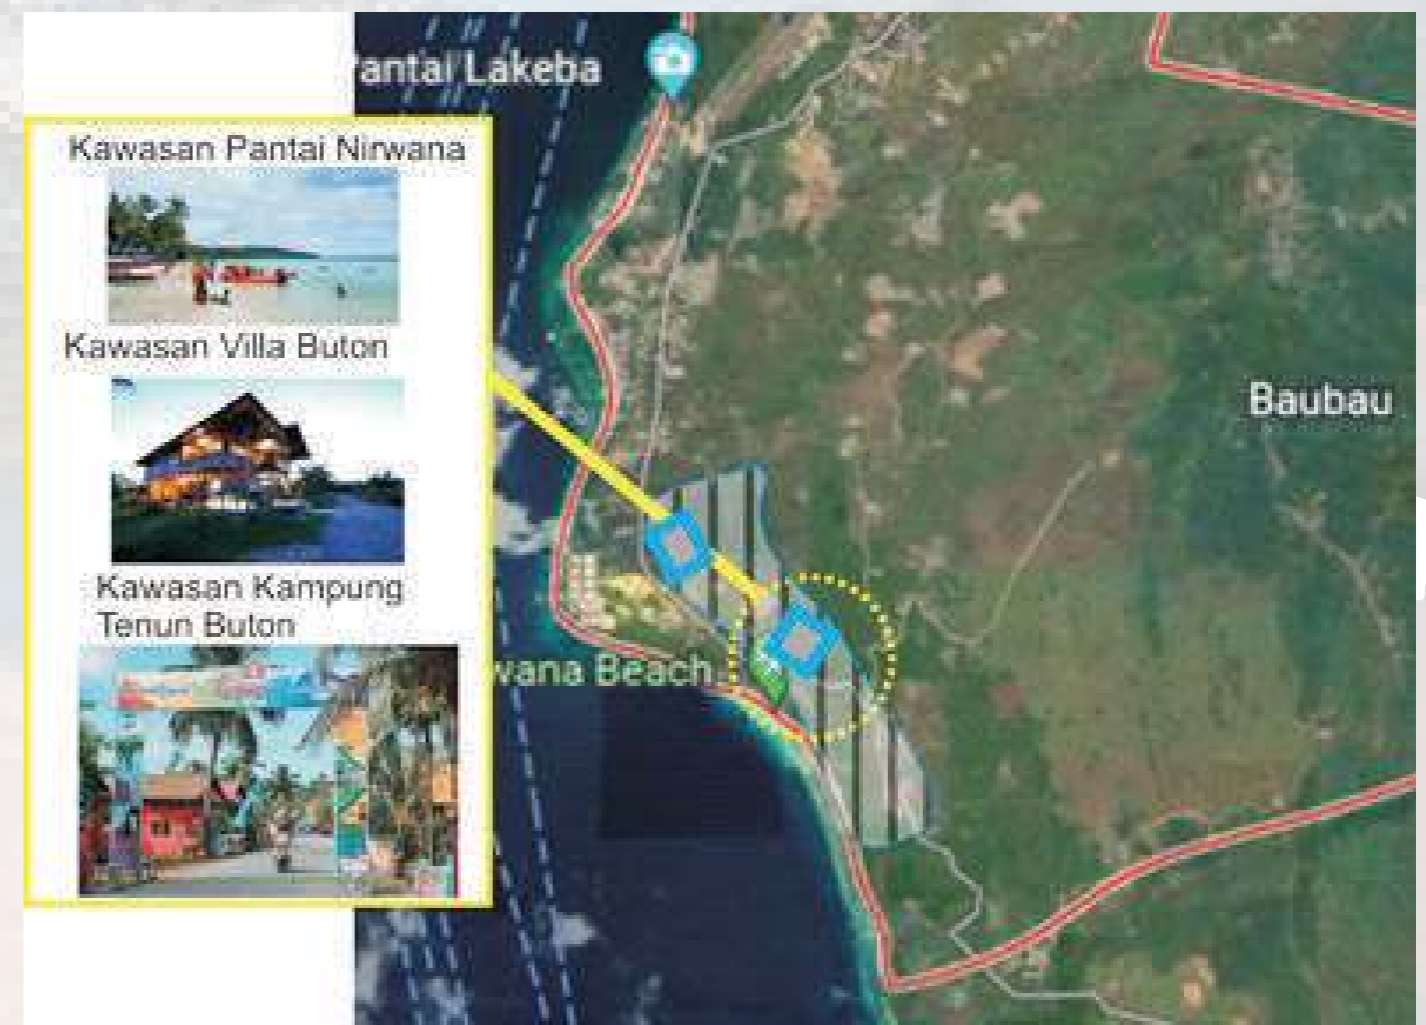 Pantai Lakeba
Kawasan Pantai Nirwana
Kawasan Villa Buton
Baubau
Kawasan Kampung
Tenun Buton
wana Beach